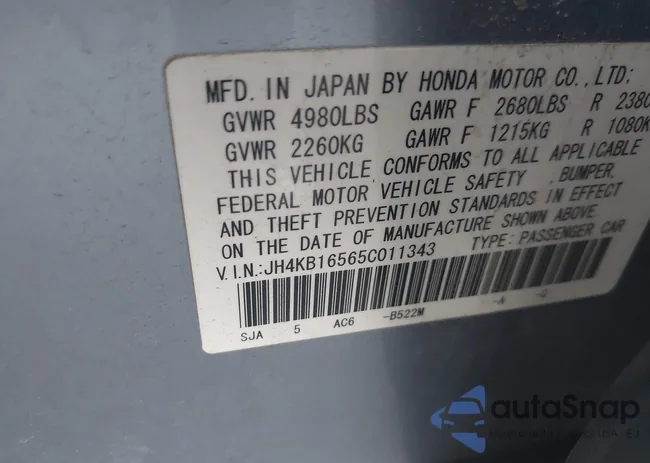 MFD. IN JAPAN BY HONDA MOTOR CO., LTD:
GVWR 4980LBS GAWR F 2680LBS R 2380
GVWR 2260KG GAWR F 1215KG R 1080K
THIS VEHICLE CONFORMS TO ALL APPLICABLE
FEDERAL MOTOR VEHICLE SAFETY , BUMPER,
AND THEFT PREVENTION STANDARDS IN EFFECT
ON THE DATE OF MANUFACTURE SHOWN ABOVE.
V.I.N.:JH4KB16565C011343 TYPE: PASSENGER CAR
SJA 5 AC6 -B522M -A -C
autoSnap